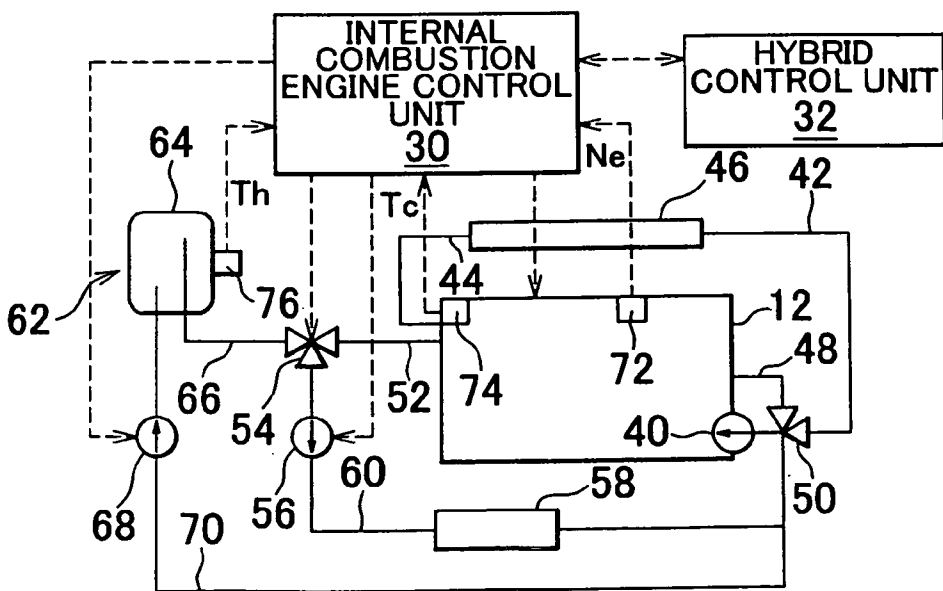 INTERNAL
COMBUSTION
ENGINE CONTROL
UNIT
30
HYBRID
CONTROL UNIT
32
64
Th
Tc
Ne
46
42
62
76
44
12
66
52
74
72
48
54
40
68
56
60
58
50
70